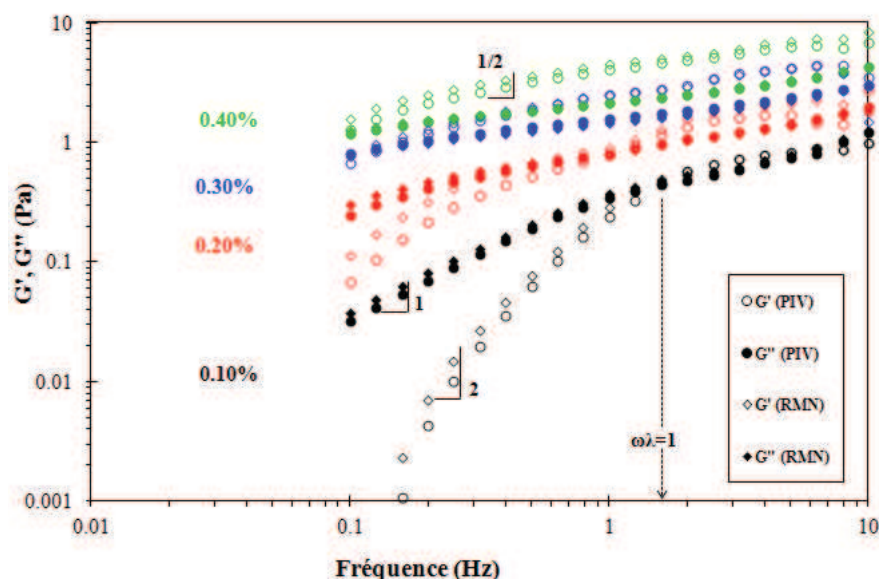 10
1
0.1
0.01
0.001
G', G" (Pa)
0.40%
0.30%
0.20%
0.10%
1/2
1
2
ωλ=1
G' (PIV)
G" (PIV)
G' (RMN)
G" (RMN)
0.01
0.1
1
10
Fréquence (Hz)